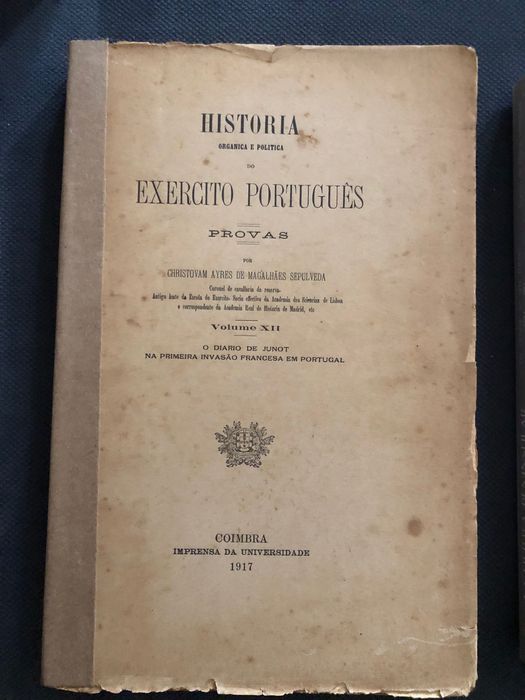 HISTORIA
ORGANICA E POLITICA
DO
EXERCITO PORTUGUÊS
PROVAS
POR
CHRISTOVAM AYRES DE MAGALHÃES SEPULVEDA
Coronel de cavallaria da reserva.
Antigo lente da Escola do Exercito. Socio effectivo da Academia das Sciencias de Lisboa
e correspondente da Academia Real de Historia de Madrid, etc
Volume XII
O DIARIO DE JUNOT
NA PRIMEIRA INVASÃO FRANCESA EM PORTUGAL
COIMBRA
IMPRENSA DA UNIVERSIDADE
1917